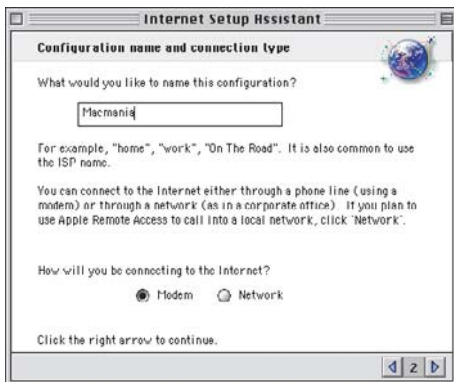 Internet Setup Assistant
Configuration name and connection type
What would you like to name this configuration?
Macmania
For example, "home", "work", "On The Road". It is also common to use
the ISP name.
You can connect to the Internet either through a phone line (using a
modem) or through a network (as in a corporate office). If you plan to
use Apple Remote Access to call into a local network, click 'Network'.
How will you be connecting to the Internet?
Modem Network
Click the right arrow to continue.
2